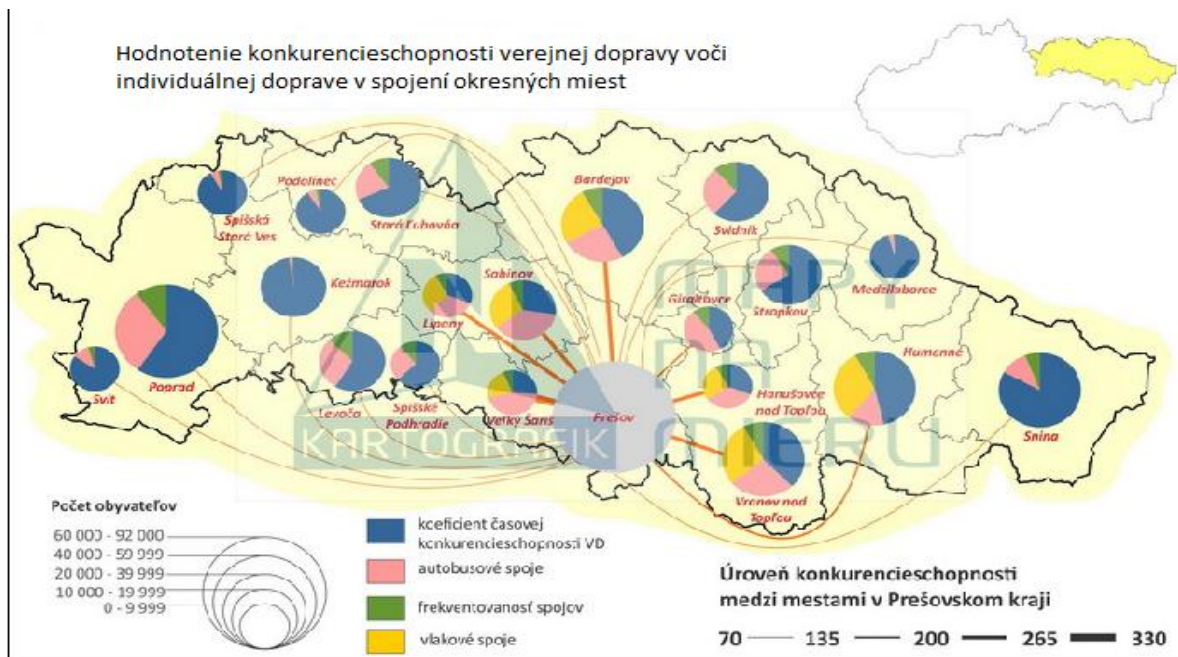 Hodnotenie konkurencieschopnosti verejnej dopravy voči
individuálnej doprave v spojení okresných miest
Podolínec
Bardejov
Spišská
Stará Ves
Stará Ľubovňa
Svidník
Kežmarok
Sabinov
Medzilaborce
Giraltovce
Stropkov
Lipany
MAPY
NA
MIERU
Humenné
Poprad
Svit
Hanušovce
nad Topľou
Levoča
Spišské
Podhradie
Veľký Šariš
Prešov
Snina
KARTOGRAFIK
Vranov nad
Topľou
Počet obyvateľov
60 000 - 92 000
40 000 - 59 999
20 000 - 39 999
10 000 - 19 999
0 - 9 999
koeficient časovej
konkurencieschopnosti VD
autobusové spoje
frekventovanosť spojov
vlakové spoje
Úroveň konkurencieschopnosti
medzi mestami v Prešovskom kraji
70 135 200 265 330